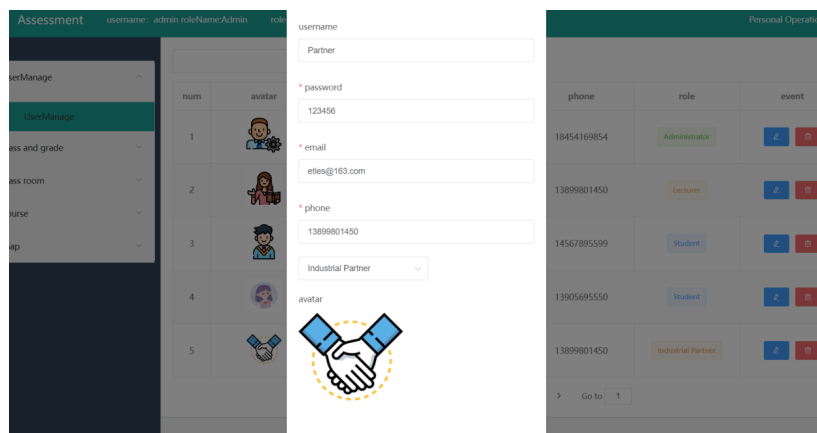 Assessment username: admin roleName:Admin role Personal Operatio
serManage
UserManage
ass and grade
ass room
ourse
ap
username
Partner
* password
123456
* email
etles@163.com
* phone
13899801450
Industrial Partner
avatar
num avatar phone role event
1 18454169854 Administrator
2 13899801450 Lecturer
3 14567895599 Student
4 13905695550 Student
5 13899801450 Industrial Partner
Go to 1